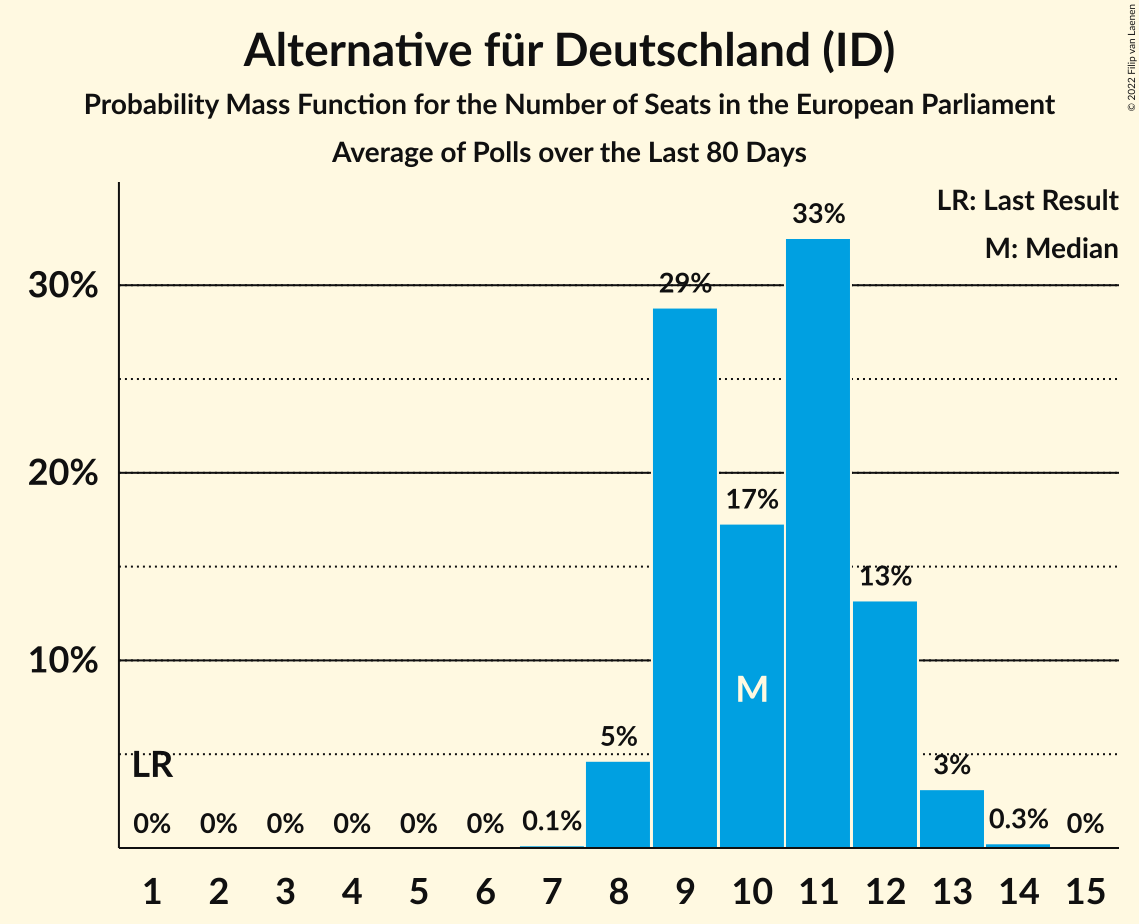 Alternative für Deutschland (ID)
Probability Mass Function for the Number of Seats in the European Parliament
Average of Polls over the Last 80 Days
© 2022 Filip van Laenen
LR: Last Result
M: Median
30%
20%
10%
LR
0% 0% 0% 0% 0% 0% 0.1% 5% 29% 17% 33% 13% 3% 0.3% 0%
M
1 2 3 4 5 6 7 8 9 10 11 12 13 14 15